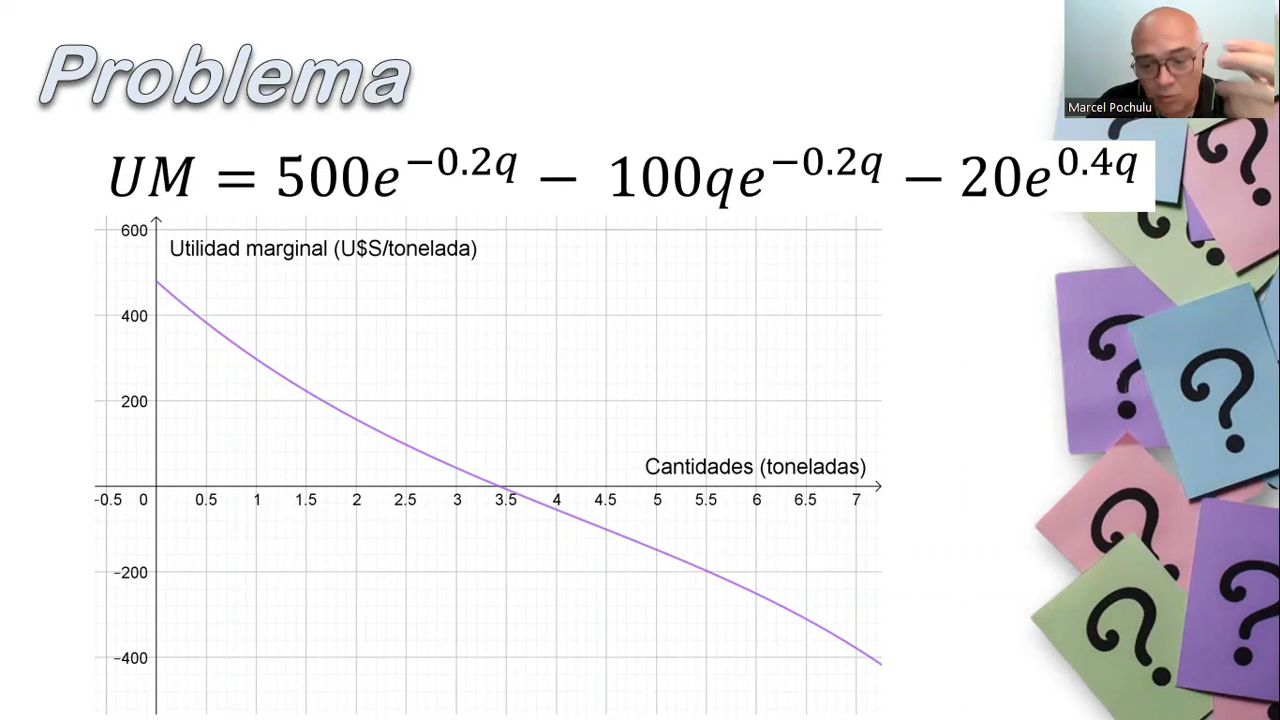 Problema
Marcel Pochulu
UM = 500e^{-0.2q} - 100qe^{-0.2q} - 20e^{0.4q}
600
Utilidad marginal (U$S/tonelada)
400
200
Cantidades (toneladas)
-0.5 0 0.5 1 1.5 2 2.5 3 3.5 4 4.5 5 5.5 6 6.5 7
-200
-400
? ? ? ? ? ? ? ? ?